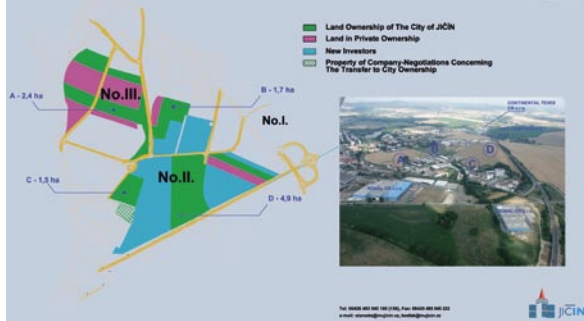 Land Ownership of The City of JIČÍN
Land in Private Ownership
New Investors
Property of Company-Negotiations Concerning
The Transfer to City Ownership
A - 2,4 ha
No.III.
B - 1,7 ha
No.I.
C - 1,5 ha
No.II.
D - 4,9 ha
CONTINENTAL TEVES
A
B
C
D
JIČÍN